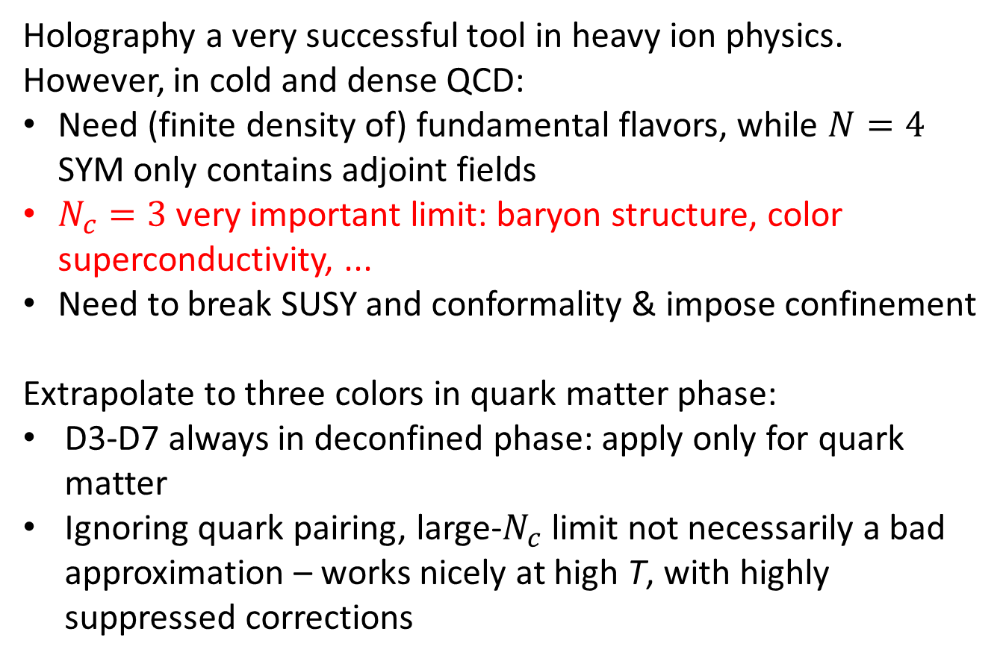 Holography a very successful tool in heavy ion physics.
However, in cold and dense QCD:
• Need (finite density of) fundamental flavors, while N = 4
SYM only contains adjoint fields
• N_c = 3 very important limit: baryon structure, color
superconductivity, ...
• Need to break SUSY and conformality & impose confinement
Extrapolate to three colors in quark matter phase:
• D3-D7 always in deconfined phase: apply only for quark
matter
• Ignoring quark pairing, large-N_c limit not necessarily a bad
approximation – works nicely at high T, with highly
suppressed corrections